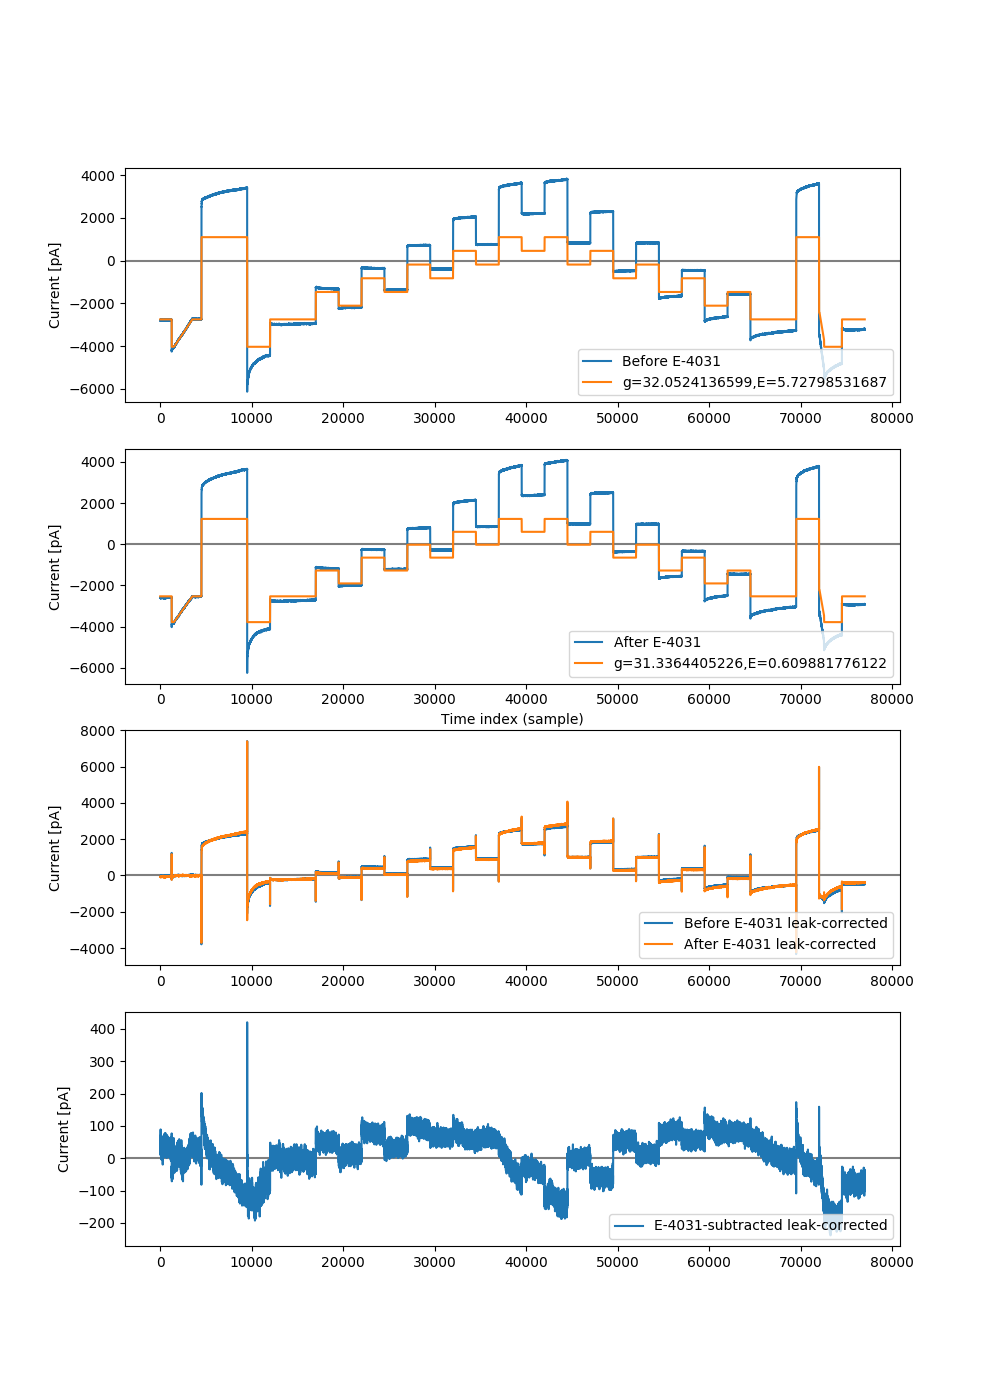 4000
2000
0
−2000
−4000
−6000
Current [pA]
Before E-4031
g=32.0524136599,E=5.72798531687
0 10000 20000 30000 40000 50000 60000 70000 80000
4000
2000
0
−2000
−4000
−6000
Current [pA]
After E-4031
g=31.3364405226,E=0.609881776122
0 10000 20000 30000 40000 50000 60000 70000 80000
Time index (sample)
8000
6000
4000
2000
0
−2000
−4000
Current [pA]
Before E-4031 leak-corrected
After E-4031 leak-corrected
0 10000 20000 30000 40000 50000 60000 70000 80000
400
300
200
100
0
−100
−200
Current [pA]
E-4031-subtracted leak-corrected
0 10000 20000 30000 40000 50000 60000 70000 80000